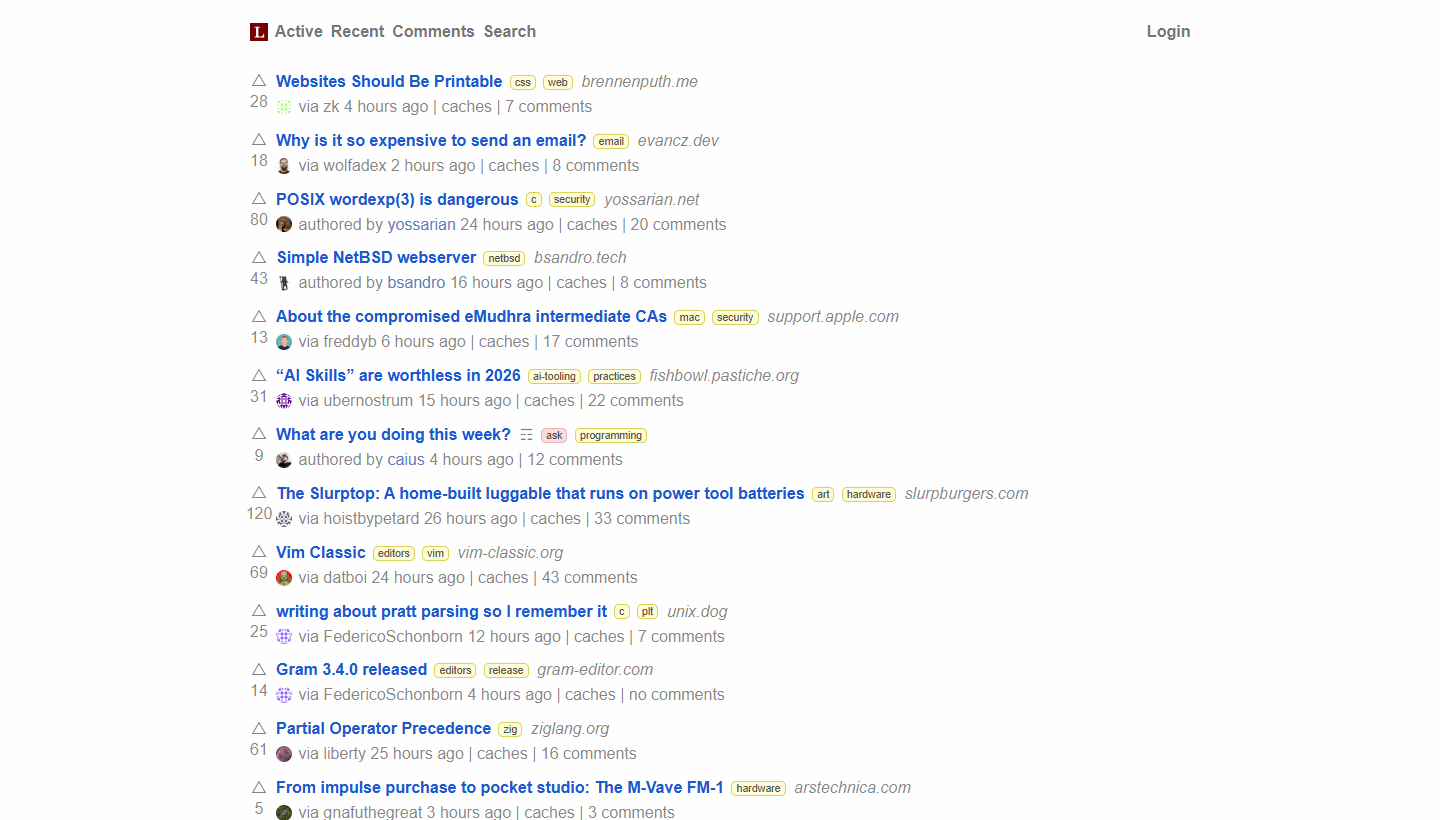 L Active Recent Comments Search Login
Websites Should Be Printable css web brennenputh.me
28 via zk 4 hours ago | caches | 7 comments
Why is it so expensive to send an email? email evancz.dev
18 via wolfadex 2 hours ago | caches | 8 comments
POSIX wordexp(3) is dangerous c security yossarian.net
80 authored by yossarian 24 hours ago | caches | 20 comments
Simple NetBSD webserver netbsd bsandro.tech
43 authored by bsandro 16 hours ago | caches | 8 comments
About the compromised eMudhra intermediate CAs mac security support.apple.com
13 via freddyb 6 hours ago | caches | 17 comments
“AI Skills” are worthless in 2026 ai-tooling practices fishbowl.pastiche.org
31 via ubernostrum 15 hours ago | caches | 22 comments
What are you doing this week? ☶ ask programming
9 authored by caius 4 hours ago | 12 comments
The Slurptop: A home-built luggable that runs on power tool batteries art hardware slurpburgers.com
120 via hoistbypetard 26 hours ago | caches | 33 comments
Vim Classic editors vim vim-classic.org
69 via datboi 24 hours ago | caches | 43 comments
writing about pratt parsing so I remember it c plt unix.dog
25 via FedericoSchonborn 12 hours ago | caches | 7 comments
Gram 3.4.0 released editors release gram-editor.com
14 via FedericoSchonborn 4 hours ago | caches | no comments
Partial Operator Precedence zig ziglang.org
61 via liberty 25 hours ago | caches | 16 comments
From impulse purchase to pocket studio: The M-Vave FM-1 hardware arstechnica.com
5 via gnafuthegreat 3 hours ago | caches | 3 comments